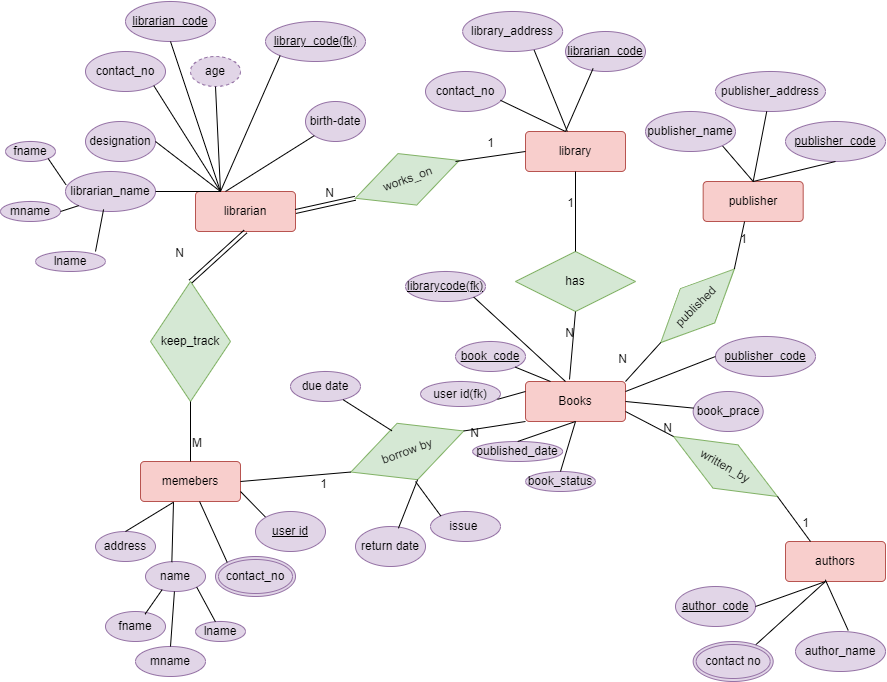 librarian_code
library_code(fk)
library_address
librarian_code
contact_no
age
contact_no
publisher_address
birth-date
publisher_name
publisher_code
designation
fname
1
library
librarian_name
works_on
N
mname
librarian
1
publisher
N
lname
1
has
librarycode(fk)
published
keep_track
N
book_code
N
publisher_code
due date
user id(fk)
Books
book_prace
N
N
M
borrow by
published_date
written_by
memebers
1
book_status
user id
issue
1
address
return date
authors
name
contact_no
author_code
fname
lname
mname
contact no
author_name